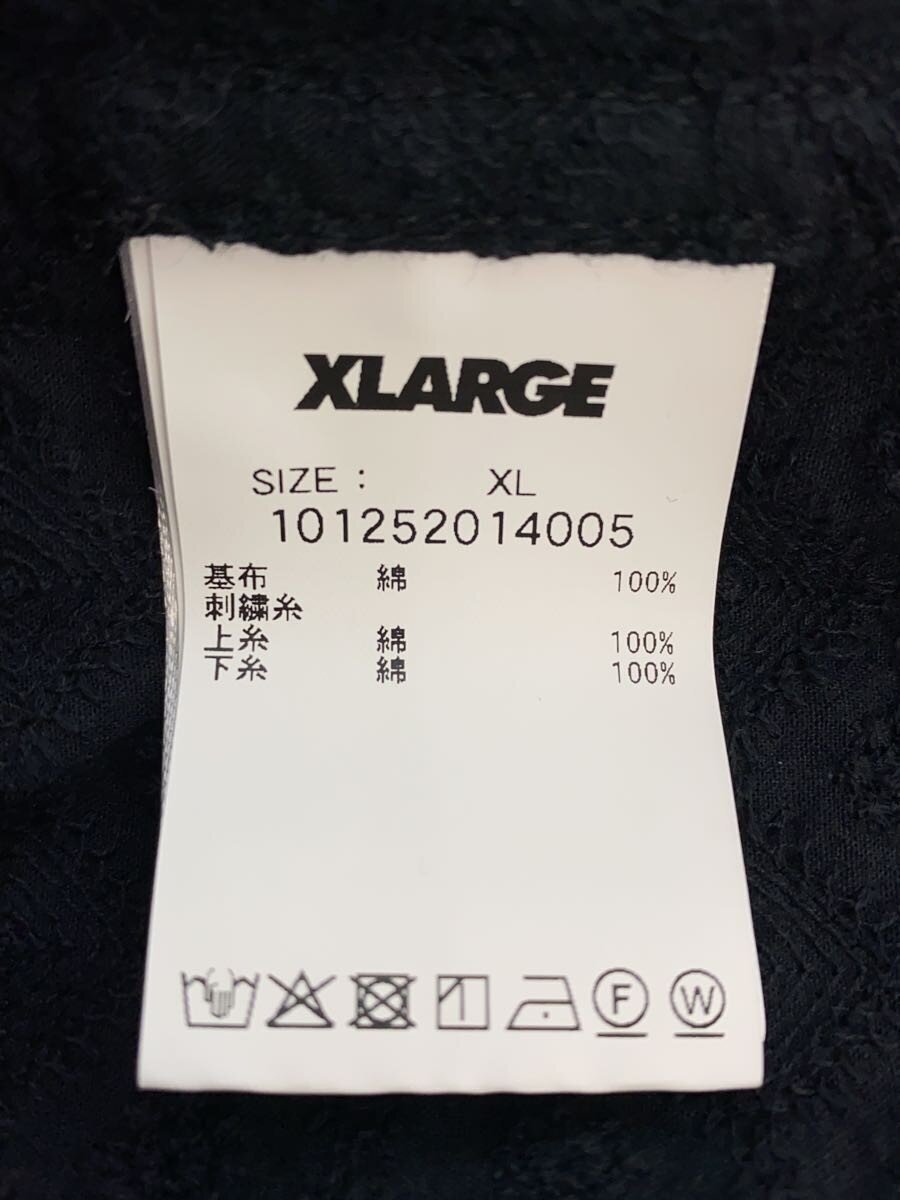 XLARGE
SIZE : XL
101252014005
基布 綿 100%
刺繍糸
上糸 綿 100%
下糸 綿 100%
F W